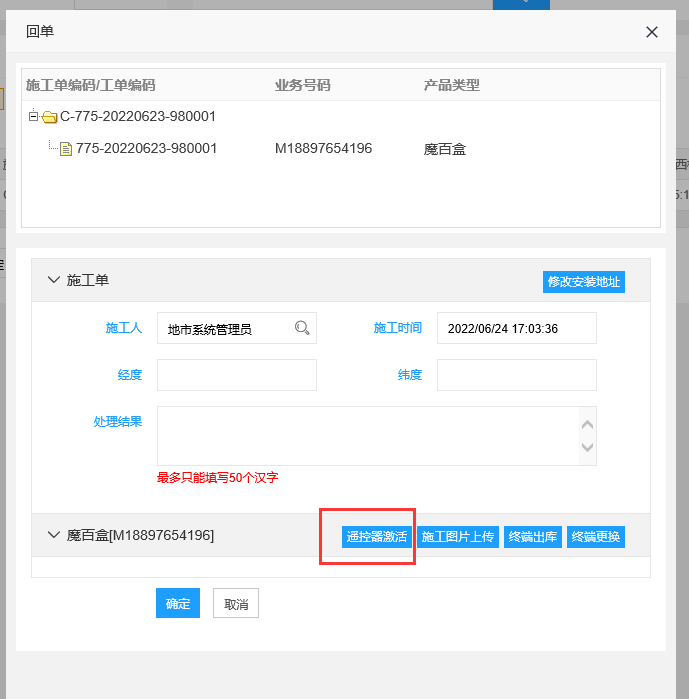 回单
施工单编码/工单编码 业务号码 产品类型
C-775-20220623-980001
775-20220623-980001 M18897654196 魔百盒
施工单 修改安装地址
施工人 地市系统管理员 施工时间 2022/06/24 17:03:36
经度 纬度
处理结果
最多只能填写50个汉字
魔百盒[M18897654196] 遥控器激活 施工图片上传 终端出库 终端更换
确定 取消